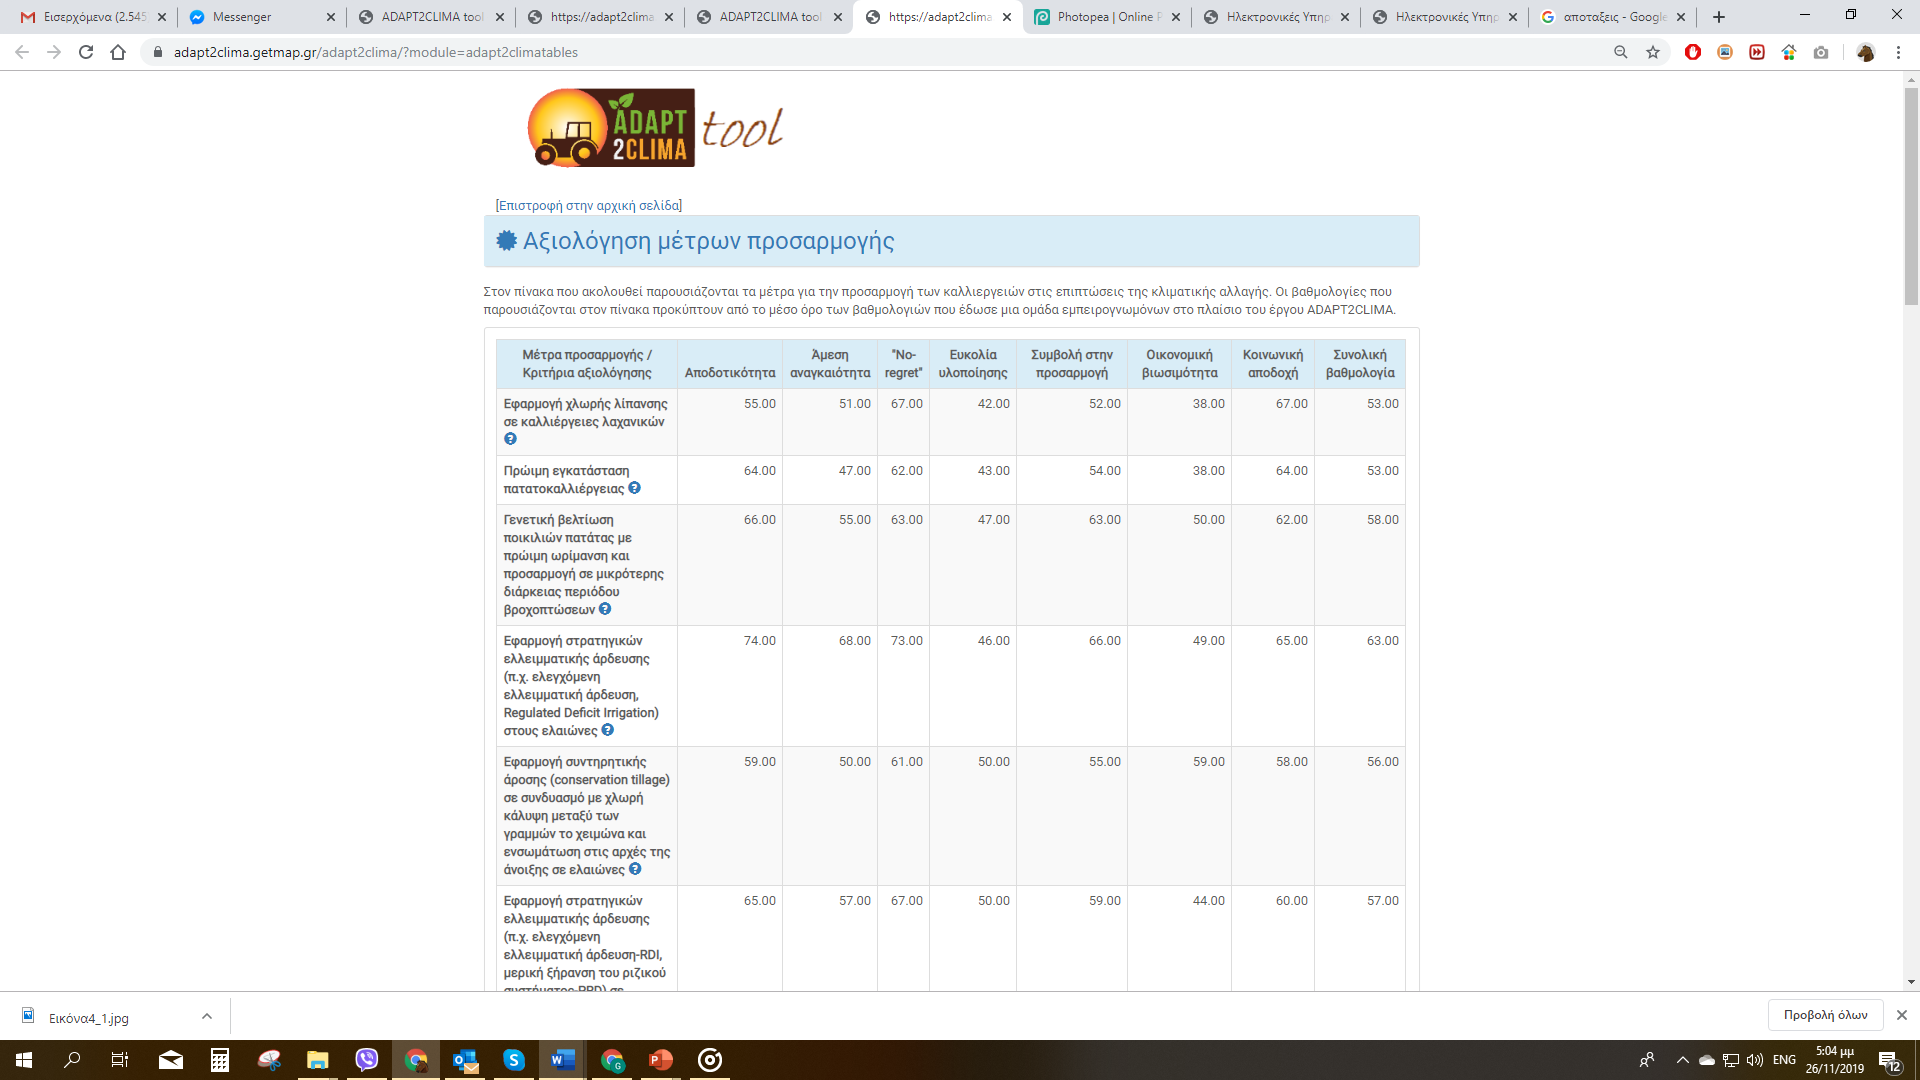 Εισερχόμενα (2.545
Messenger
ADAPT2CLIMA tool
https://adapt2clima
ADAPT2CLIMA tool
https://adapt2clima
Photopea | Online P
Ηλεκτρονικές Υπηρ
Ηλεκτρονικές Υπηρ
αποταξεις - Google
adapt2clima.getmap.gr/adapt2clima/?module=adapt2climatables
ADAPT
2CLIMA
tool
[Επιστροφή στην αρχική σελίδα]
Αξιολόγηση μέτρων προσαρμογής
Στον πίνακα που ακολουθεί παρουσιάζονται τα μέτρα για την προσαρμογή των καλλιεργειών στις επιπτώσεις της κλιματικής αλλαγής. Οι βαθμολογίες που
παρουσιάζονται στον πίνακα προκύπτουν από το μέσο όρο των βαθμολογιών που έδωσε μια ομάδα εμπειρογνωμόνων στο πλαίσιο του έργου ADAPT2CLIMA.
Μέτρα προσαρμογής /
Κριτήρια αξιολόγησης
Αποδοτικότητα
Άμεση
αναγκαιότητα
"No-
regret"
Ευκολία
υλοποίησης
Συμβολή στην
προσαρμογή
Οικονομική
βιωσιμότητα
Κοινωνική
αποδοχή
Συνολική
βαθμολογία
Εφαρμογή χλωρής λίπανσης 55.00 51.00 67.00 42.00 52.00 38.00 67.00 53.00
σε καλλιέργειες λαχανικών
?
Πρώιμη εγκατάσταση 64.00 47.00 62.00 43.00 54.00 38.00 64.00 53.00
πατατοκαλλιέργειας ?
Γενετική βελτίωση 66.00 55.00 63.00 47.00 63.00 50.00 62.00 58.00
ποικιλιών πατάτας με
πρώιμη ωρίμανση και
προσαρμογή σε μικρότερης
διάρκειας περιόδου
βροχοπτώσεων ?
Εφαρμογή στρατηγικών 74.00 68.00 73.00 46.00 66.00 49.00 65.00 63.00
ελλειμματικής άρδευσης
(π.χ. ελεγχόμενη
ελλειμματική άρδευση,
Regulated Deficit Irrigation)
στους ελαιώνες ?
Εφαρμογή συντηρητικής 59.00 50.00 61.00 50.00 55.00 59.00 58.00 56.00
άροσης (conservation tillage)
σε συνδυασμό με χλωρή
κάλυψη μεταξύ των
γραμμών το χειμώνα και
ενσωμάτωση στις αρχές της
άνοιξης σε ελαιώνες ?
Εφαρμογή στρατηγικών 65.00 57.00 67.00 50.00 59.00 44.00 60.00 57.00
ελλειμματικής άρδευσης
(π.χ. ελεγχόμενη
ελλειμματική άρδευση-RDI,
μερική ξήρανση του ριζικού
συστήματος-PRD) σε
Εικόνα4_1.jpg
Προβολή όλων
ENG
5:04 μμ
26/11/2019
12